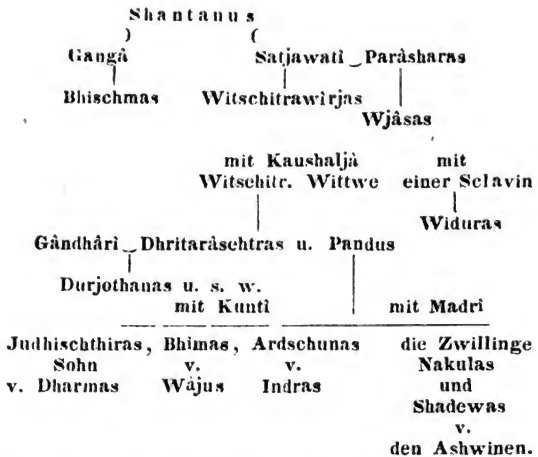 Shantanus
Gangâ Satjawatî Parâsharas
Bhischmas Witschitrawîrjas
Wjâsas
mit Kaushaljâ mit
Witschitr. Wittwe einer Sclavin
Widuras
Gândhârî Dhritarâschtras u. Pandus
Durjothanas u. s. w.
mit Kuntî mit Madrî
Judhischthiras, Bhimas, Ardschunas die Zwillinge
Sohn v. v. Nakulas
v. Dharmas Wâjus Indras und
Shadewas
v.
den Ashwinen.